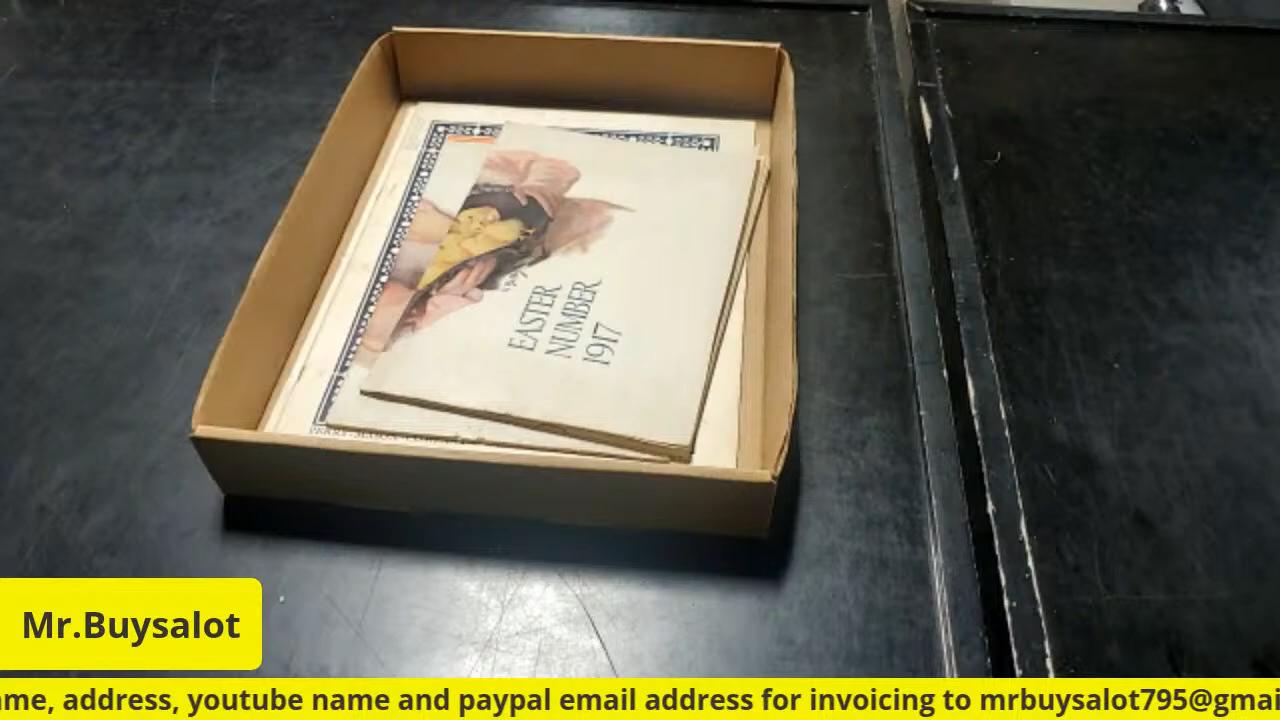 EASTER
NUMBER
1917
Mr.Buysalot
ame, address, youtube name and paypal email address for invoicing to mrbuysalot795@gmai